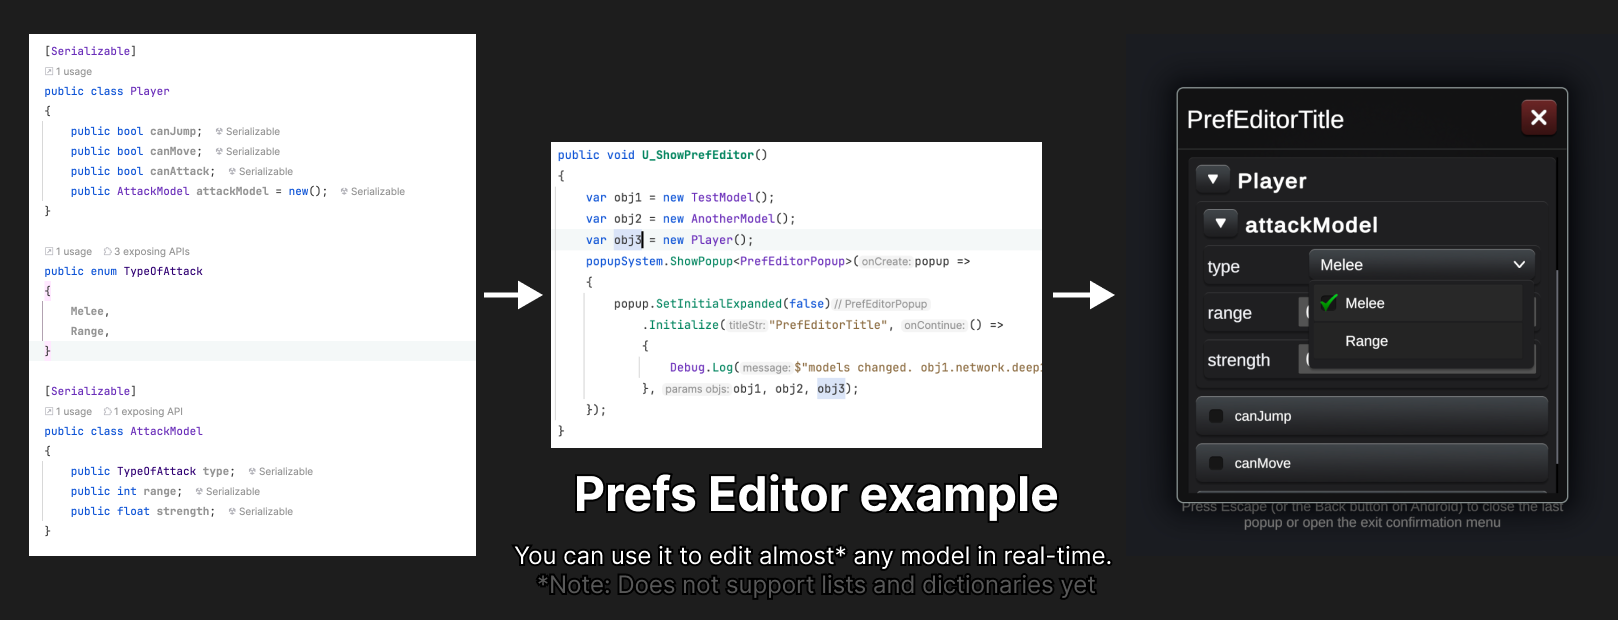 [Serializable]
1 usage
public class Player
{
public bool canJump; Serializable
public bool canMove; Serializable
public bool canAttack; Serializable
public AttackModel attackModel = new(); Serializable
}
1 usage 3 exposing APIs
public enum TypeOfAttack
{
Melee,
Range,
}
[Serializable]
1 usage 1 exposing API
public class AttackModel
{
public TypeOfAttack type; Serializable
public int range; Serializable
public float strength; Serializable
}
public void U_ShowPrefEditor()
{
var obj1 = new TestModel();
var obj2 = new AnotherModel();
var obj3 = new Player();
popupSystem.ShowPopup<PrefEditorPopup>( onCreate: popup =>
{
popup.SetInitialExpanded(false) // PrefEditorPopup
.Initialize( titleStr: "PrefEditorTitle", onContinue: () =>
{
Debug.Log( message: $"models changed. obj1.network.deep
}, params objs: obj1, obj2, obj3);
});
}
Prefs Editor example
You can use it to edit almost* any model in real-time.
*Note: Does not support lists and dictionaries yet
PrefEditorTitle
Player
attackModel
type Melee
Melee
range
Range
strength
canJump
canMove
Press Escape (or the Back button on Android) to close the last
popup or open the exit confirmation menu